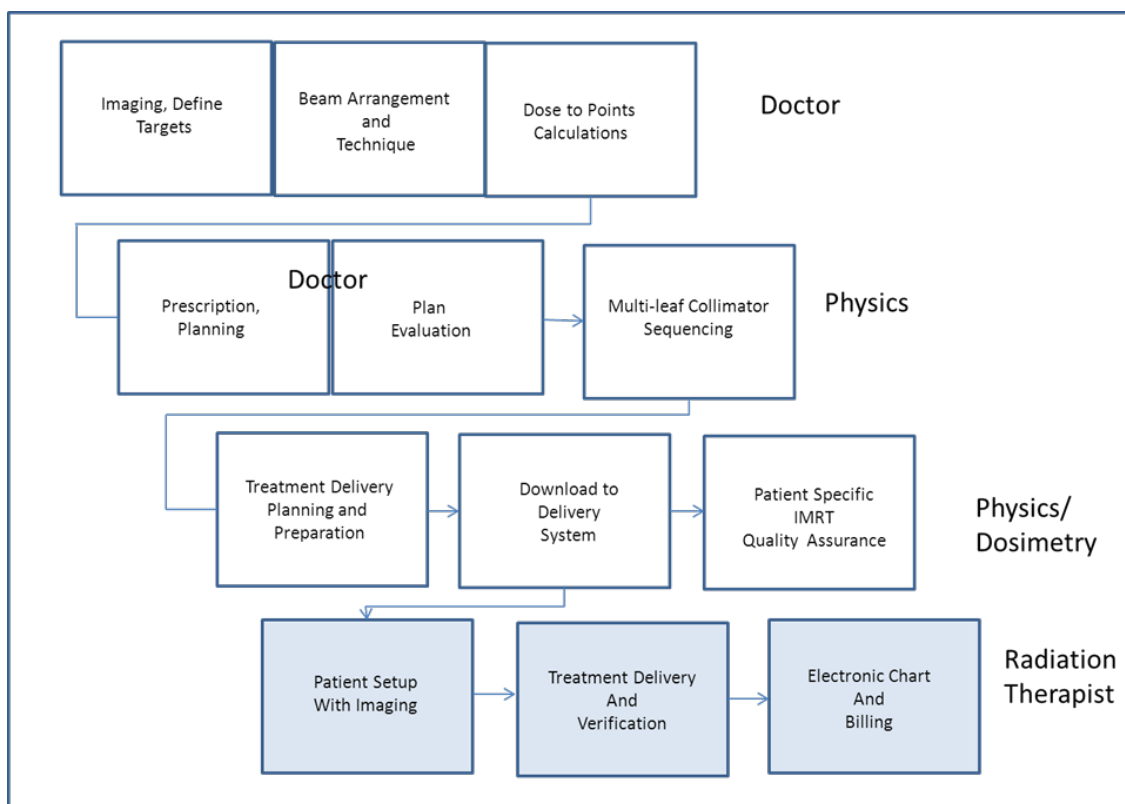 Imaging, Define
Targets
Beam Arrangement
and
Technique
Dose to Points
Calculations
Doctor
Doctor
Prescription,
Planning
Plan
Evaluation
Multi-leaf Collimator
Sequencing
Physics
Treatment Delivery
Planning and
Preparation
Download to
Delivery
System
Patient Specific
IMRT
Quality Assurance
Physics/
Dosimetry
Patient Setup
With Imaging
Treatment Delivery
And
Verification
Electronic Chart
And
Billing
Radiation
Therapist